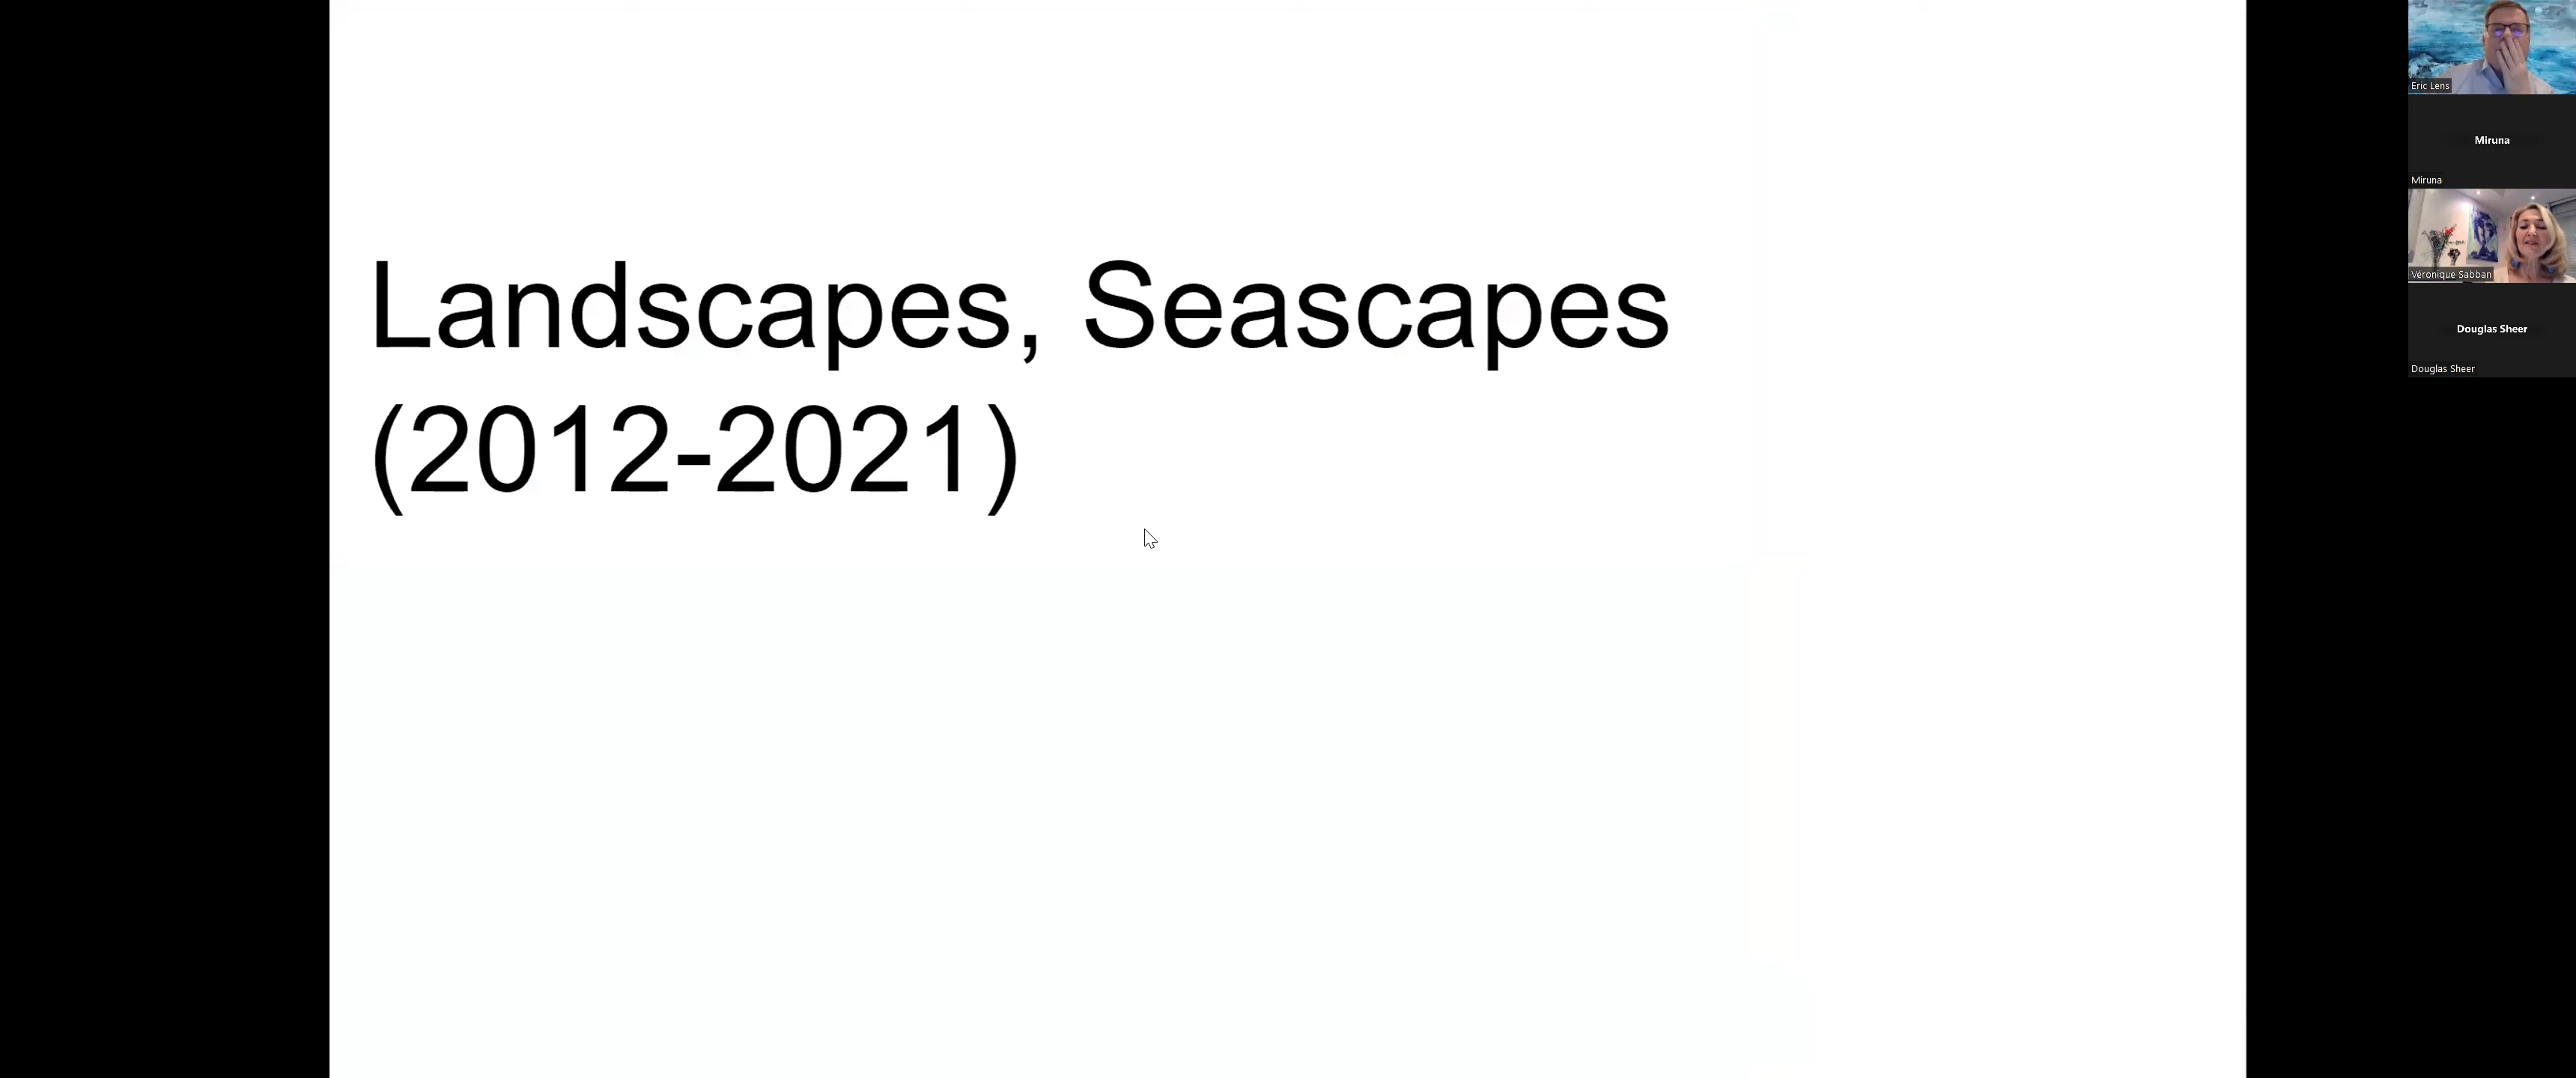 Landscapes, Seascapes
(2012-2021)
Eric Lens
Miruna
Miruna
Véronique Sabban
Douglas Sheer
Douglas Sheer